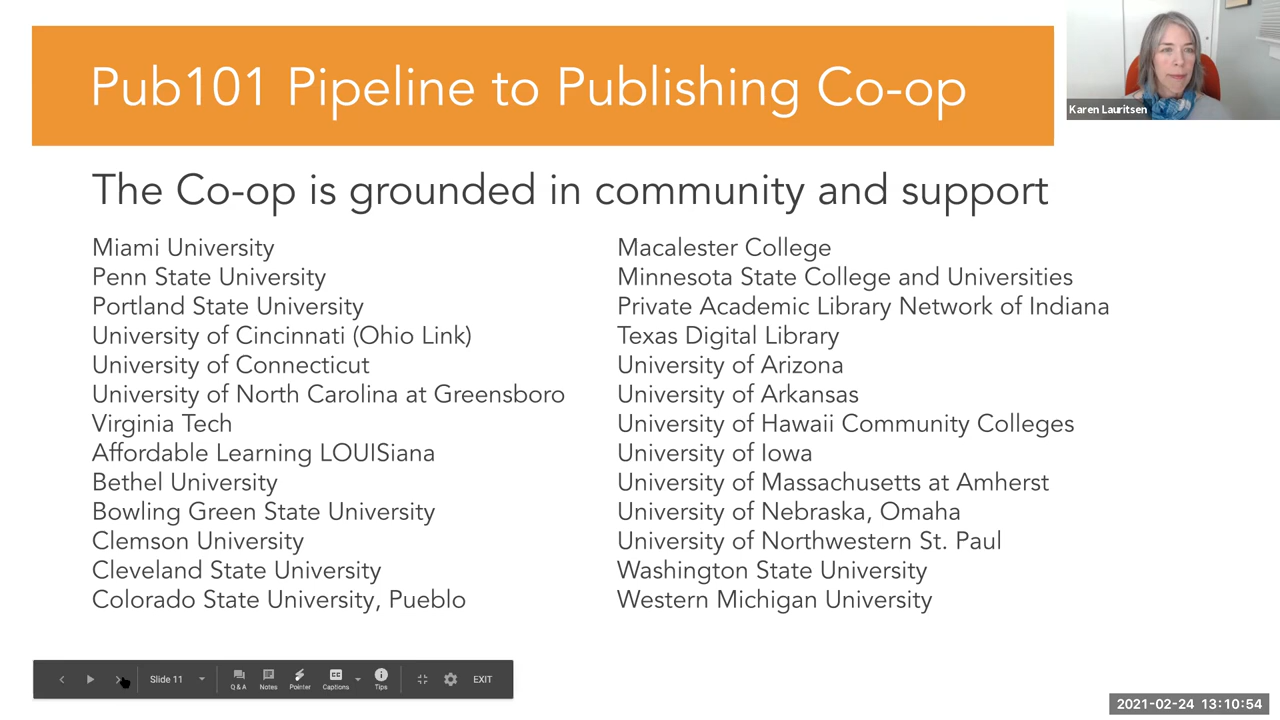 Pub101 Pipeline to Publishing Co-op
Karen Lauritsen
The Co-op is grounded in community and support
Miami University
Penn State University
Portland State University
University of Cincinnati (Ohio Link)
University of Connecticut
University of North Carolina at Greensboro
Virginia Tech
Affordable Learning LOUISiana
Bethel University
Bowling Green State University
Clemson University
Cleveland State University
Colorado State University, Pueblo
Macalester College
Minnesota State College and Universities
Private Academic Library Network of Indiana
Texas Digital Library
University of Arizona
University of Arkansas
University of Hawaii Community Colleges
University of Iowa
University of Massachusetts at Amherst
University of Nebraska, Omaha
University of Northwestern St. Paul
Washington State University
Western Michigan University
Slide 11
Q & A
Notes
Pointer
CC
Captions
Tips
EXIT
2021-02-24 13:10:54